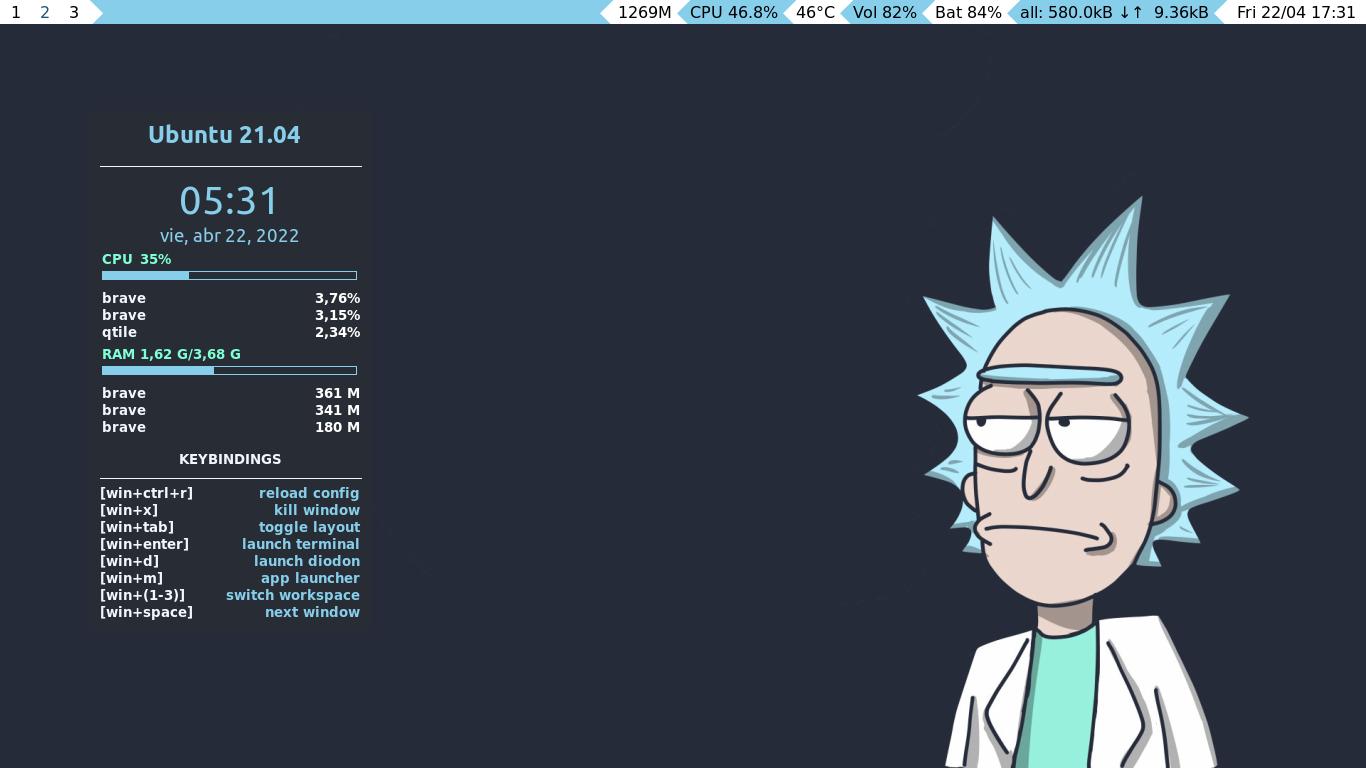 1 2 3 1269M CPU 46.8% 46°C Vol 82% Bat 84% all: 580.0kB ↓↑ 9.36kB Fri 22/04 17:31
Ubuntu 21.04
05:31
vie, abr 22, 2022
CPU 35%
brave 3,76%
brave 3,15%
qtile 2,34%
RAM 1,62 G/3,68 G
brave 361 M
brave 341 M
brave 180 M
KEYBINDINGS
[win+ctrl+r] reload config
[win+x] kill window
[win+tab] toggle layout
[win+enter] launch terminal
[win+d] launch diodon
[win+m] app launcher
[win+(1-3)] switch workspace
[win+space] next window